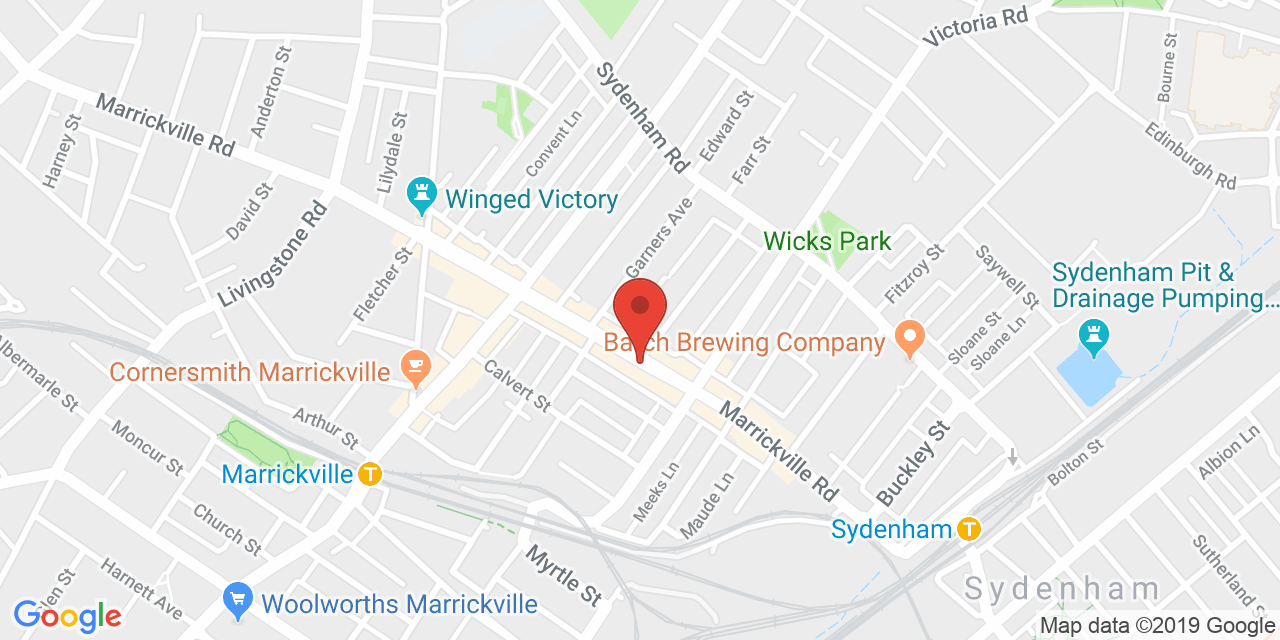 Victoria Rd
Sydenham Rd
Bourne St
Anderton St
Edward St
Marrickville Rd
Harney St
Lilydale St
Convent Ln
Farr St
Edinburgh Rd
Winged Victory
David St
Livingstone Rd
Garners Ave
Wicks Park
Fletcher St
Fitzroy St
Saywell St
Sydenham Pit &
Drainage Pumping...
Sloane St
Sloane Ln
Batch Brewing Company
Cornersmith Marrickville
Albermarle St
Calvert St
Arthur St
Moncur St
Marrickville Rd
Buckley St
Bolton St
Albion Ln
Marrickville
T
Meeks Ln
Maude Ln
Church St
Sydenham
T
Myrtle St
Harnett Ave
Sutherland St
Sydenham
Woolworths Marrickville
Google
Map data ©2019 Google